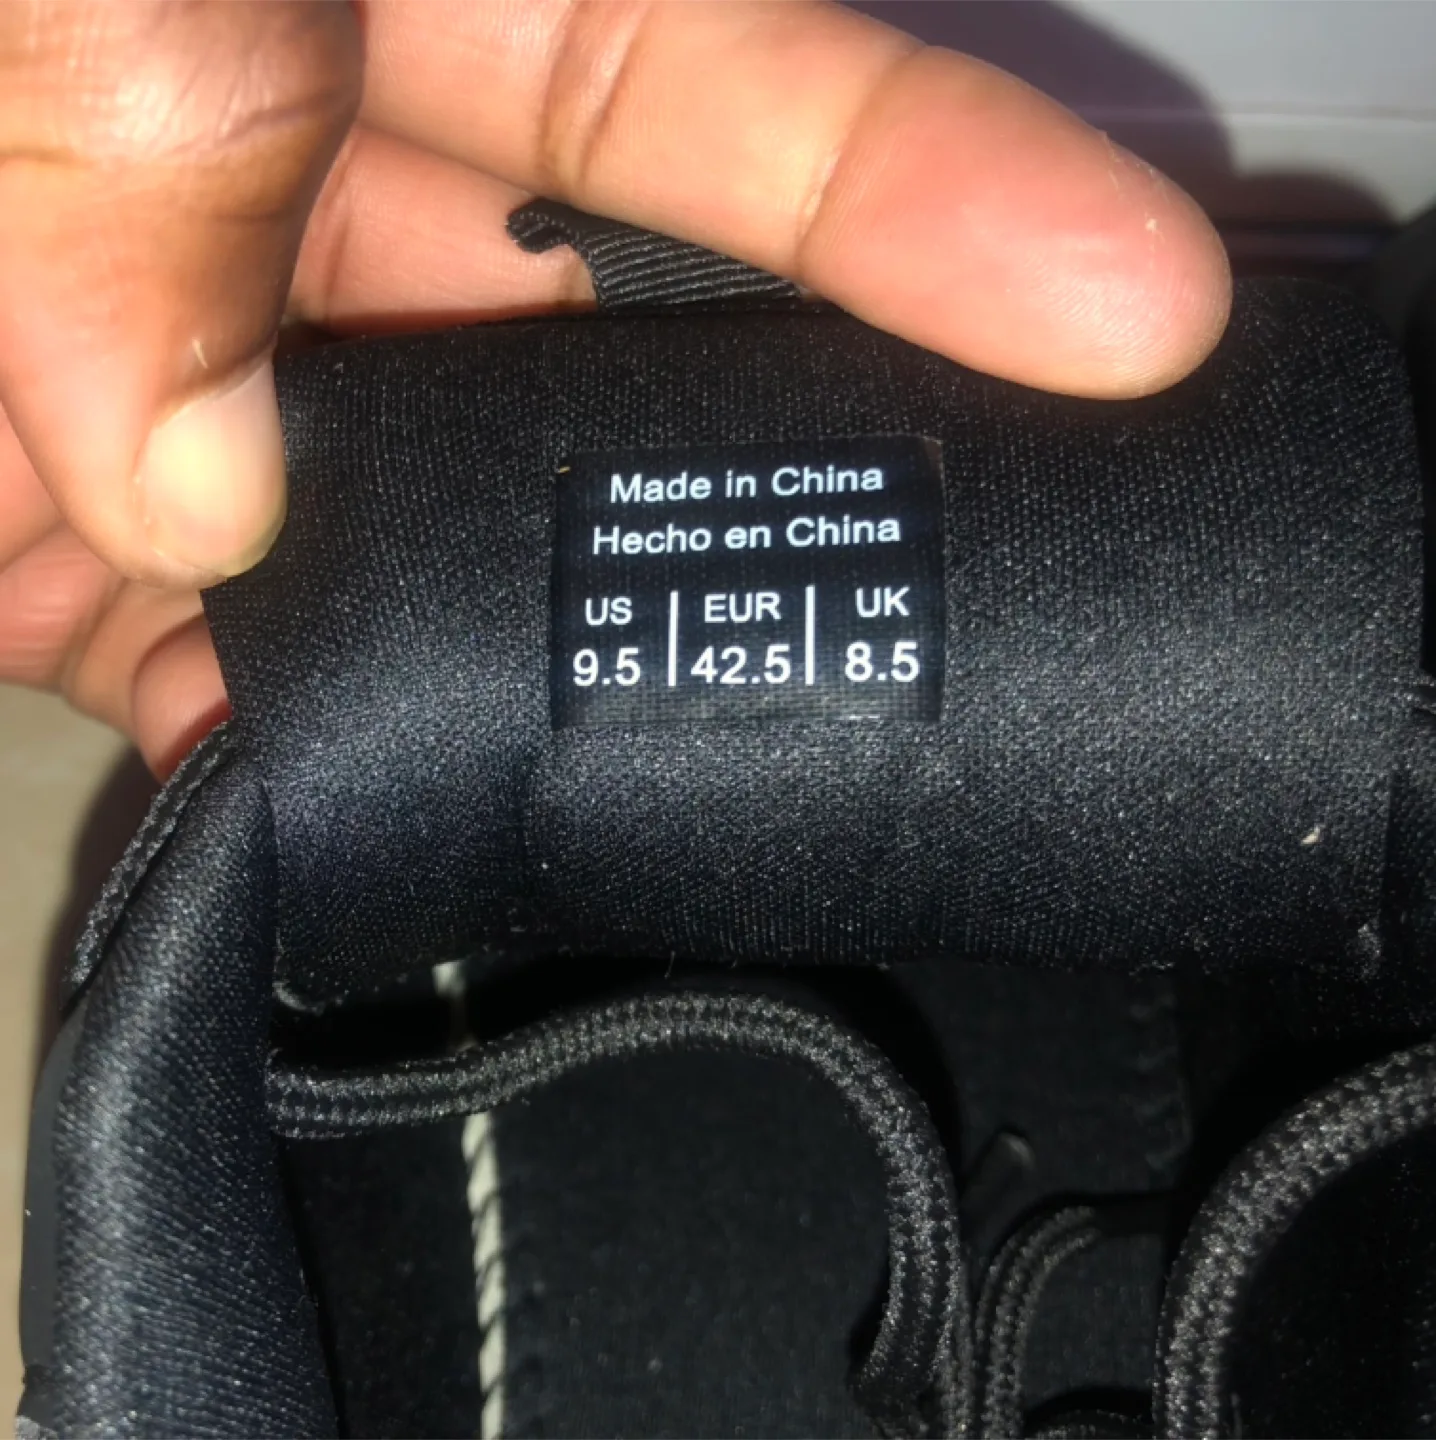 Made in China
Hecho en China
US | EUR | UK
9.5 | 42.5 | 8.5